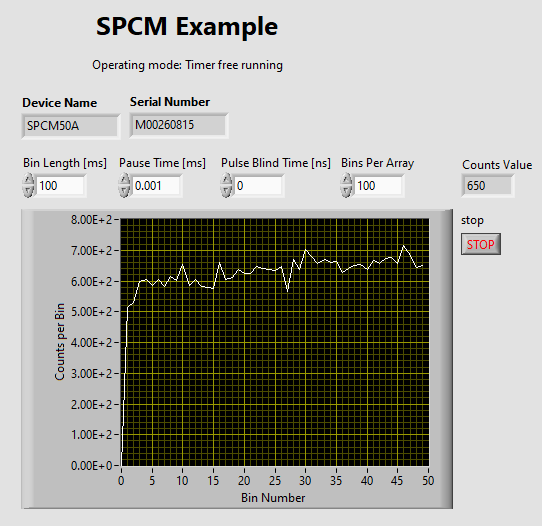 SPCM Example
Operating mode: Timer free running
Device Name Serial Number
SPCM50A M00260815
Bin Length [ms] Pause Time [ms] Pulse Blind Time [ns] Bins Per Array Counts Value
100 0.001 0 100 650
stop
STOP
8.00E+2
7.00E+2
6.00E+2
5.00E+2
4.00E+2
3.00E+2
2.00E+2
1.00E+2
0.00E+0
Counts per Bin
0 5 10 15 20 25 30 35 40 45 50
Bin Number